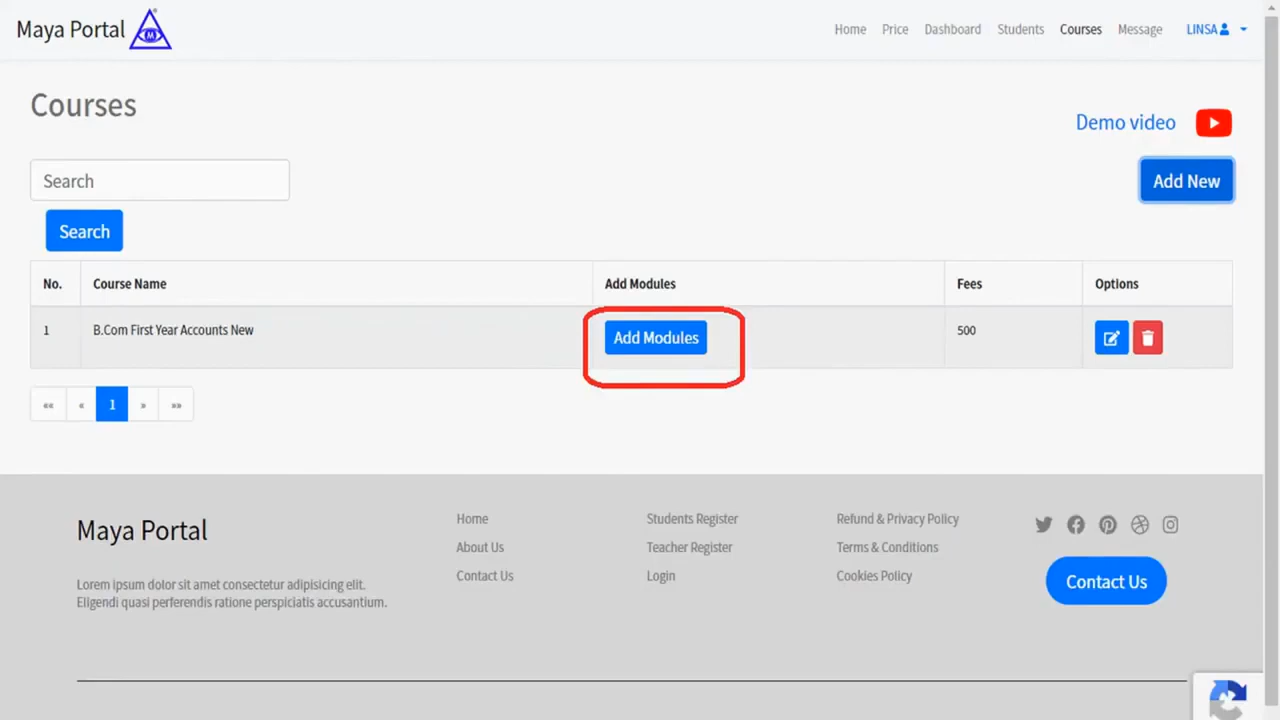 Maya Portal
M
Home Price Dashboard Students Courses Message LINSA
Courses
Demo video
Search
Add New
Search
No. Course Name Add Modules Fees Options
1 B.Com First Year Accounts New Add Modules 500
«« « 1 » »»
Maya Portal
Lorem ipsum dolor sit amet consectetur adipisicing elit.
Eligendi quasi perferendis ratione perspiciatis accusantium.
Home
About Us
Contact Us
Students Register
Teacher Register
Login
Refund & Privacy Policy
Terms & Conditions
Cookies Policy
Contact Us